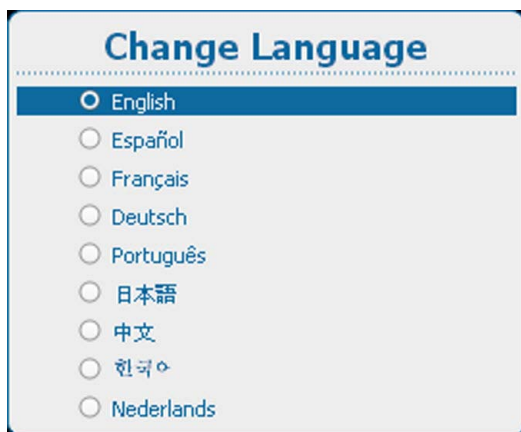 Change Language
English
Español
Français
Deutsch
Português
日本語
中文
한국어
Nederlands